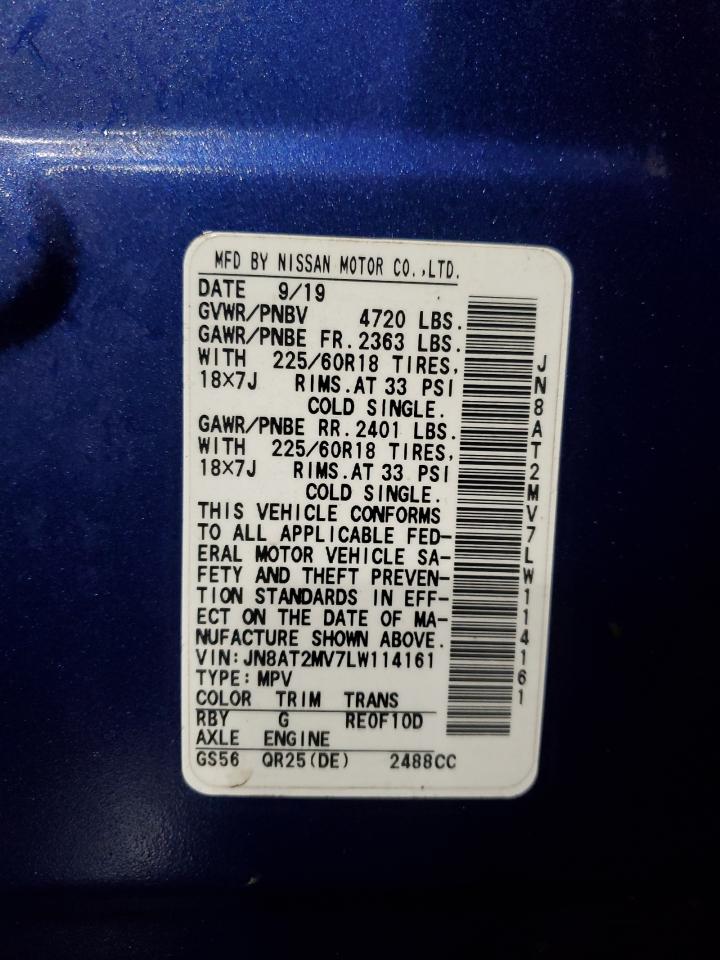 MFD BY NISSAN MOTOR CO.,LTD.
DATE 9/19
GVWR/PNBV 4720 LBS.
GAWR/PNBE FR. 2363 LBS.
WITH 225/60R18 TIRES,
18×7J RIMS. AT 33 PSI
COLD SINGLE.
GAWR/PNBE RR. 2401 LBS.
WITH 225/60R18 TIRES,
18×7J RIMS. AT 33 PSI
COLD SINGLE.
THIS VEHICLE CONFORMS
TO ALL APPLICABLE FED-
ERAL MOTOR VEHICLE SA-
FETY AND THEFT PREVEN-
TION STANDARDS IN EFF-
ECT ON THE DATE OF MA-
NUFACTURE SHOWN ABOVE.
VIN: JN8AT2MV7LW114161
TYPE: MPV
COLOR TRIM TRANS
RBY G RE0F10D
AXLE ENGINE
GS56 QR25(DE) 2488CC
JN8AT2MV7LW114161